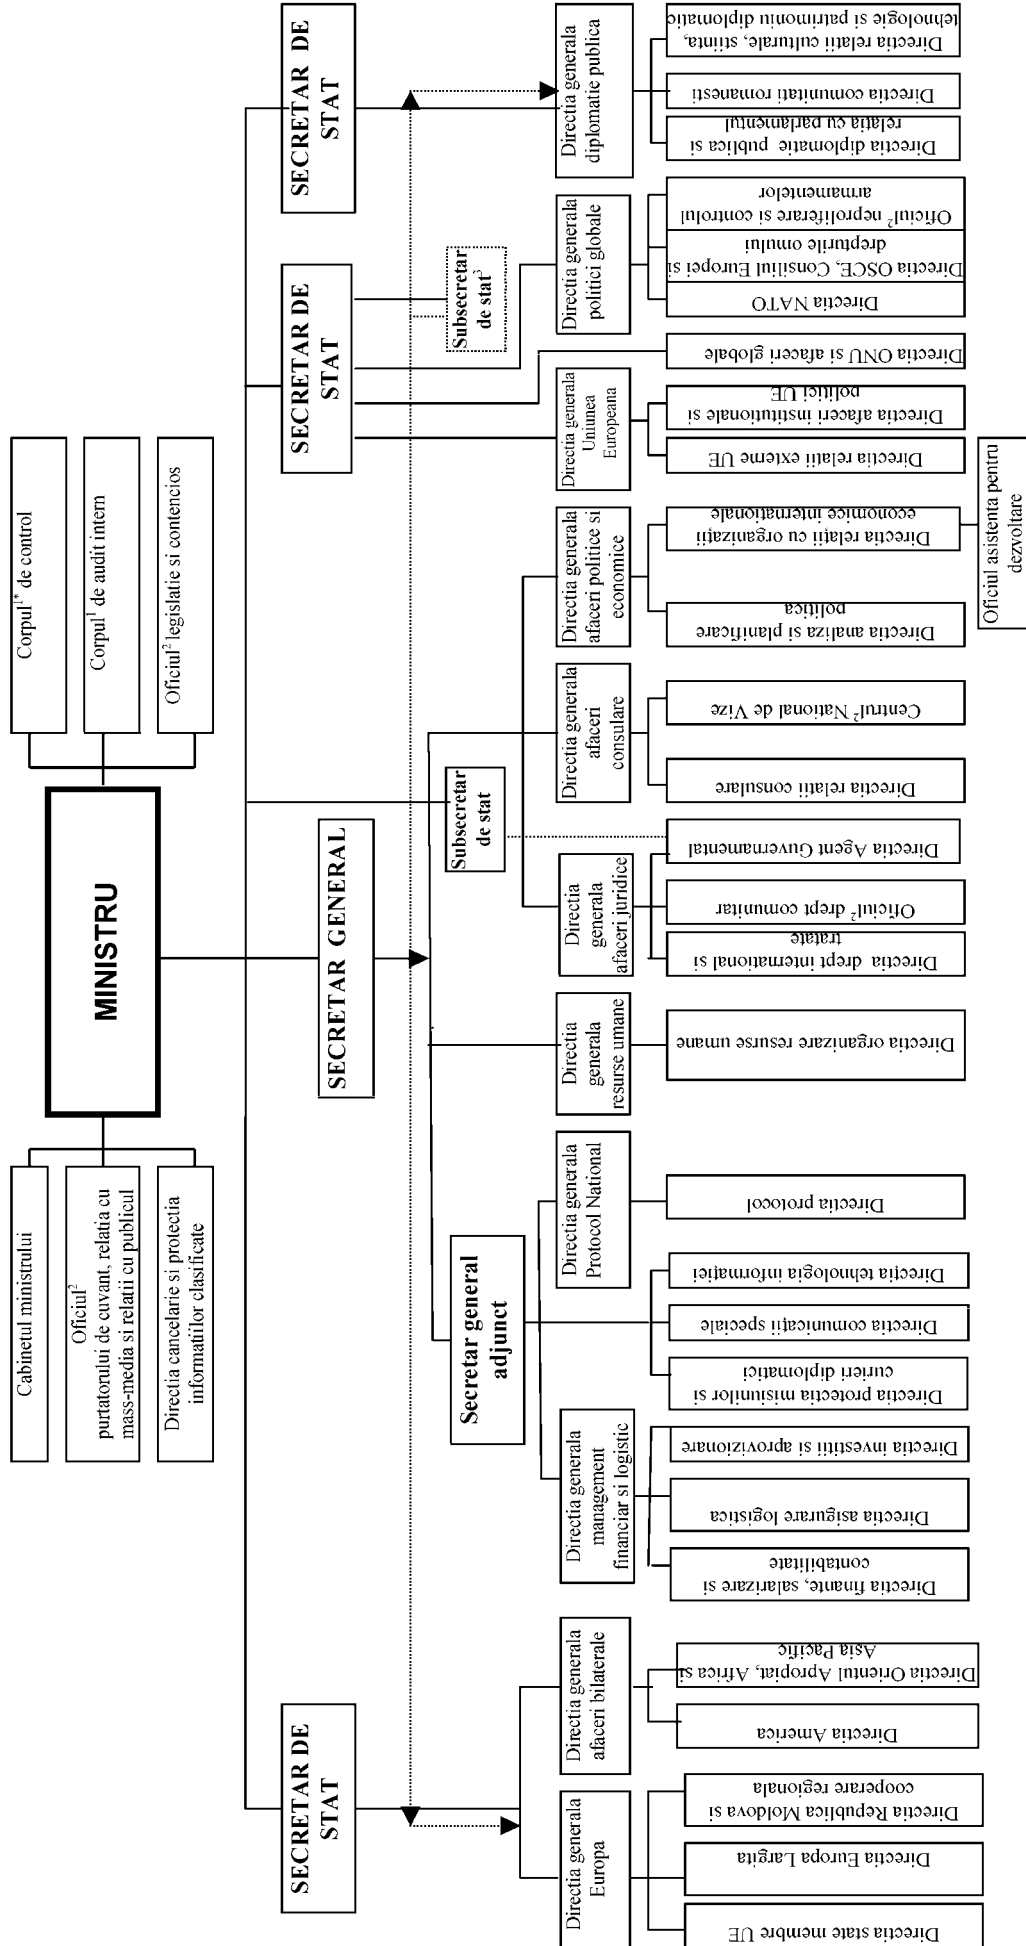 MINISTRU
Cabinetul ministrului
Oficiul²
purtatorului de cuvant, relatia cu
mass-media si relatii cu publicul
Directia cancelarie si protectia
informatiilor clasificate
Corpul¹* de control
Corpul¹ de audit intern
Oficiul² legislatie si contencios
SECRETAR DE
STAT
SECRETAR GENERAL
SECRETAR DE
STAT
SECRETAR DE
STAT
Secretar general
adjunct
Subsecretar
de stat
Subsecretar
de stat³
Directia generala
Europa
Directia generala
afaceri bilaterale
Directia generala
management
financiar si logistic
Directia generala
Protocol National
Directia
generala
resurse umane
Directia
generala
afaceri juridice
Directia generala
afaceri
consulare
Directia generala
afaceri politice si
economice
Directia generala
Uniunea
Europeana
Directia generala
politici globale
Directia generala
diplomatie publica
Directia state membre UE
Directia Europa Largita
Directia Republica Moldova si
cooperare regionala
Directia America
Directia Orientul Apropiat, Africa si
Asia Pacific
Directia finante, salarizare si
contabilitate
Directia asigurare logistica
Directia investitii si aprovizionare
Directia protectia misiunilor si
curieri diplomatici
Direcția comunicații speciale
Direcția tehnologia informației
Directia protocol
Directia organizare resurse umane
Directia drept international si
tratate
Oficiul² drept comunitar
Directia Agent Guvernamental
Directia relatii consulare
Centrul² National de Vize
Directia analiza si planificare
politica
Directia relații cu organizații
economice internationale
Oficiul asistenta pentru
dezvoltare
Directia relatii externe UE
Directia afaceri institutionale si
politici UE
Directia ONU si afaceri globale
Directia NATO
Directia OSCE, Consiliul Europei si
drepturile omului
Oficiul² neproliferare si controlul
armamentelor
Directia diplomatie publica si
relatia cu parlamentul
Directia comunitati romanesti
Directia relatii culturale, stiinta,
tehnologie si patrimoniu diplomatic